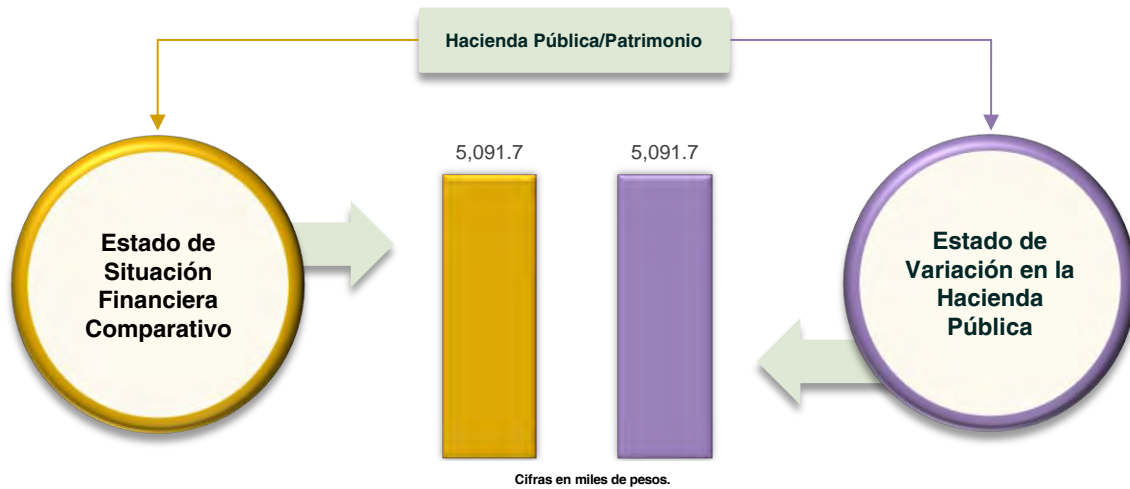 Hacienda Pública/Patrimonio
5,091.7
5,091.7
Estado de
Situación
Financiera
Comparativo
Estado de
Variación en la
Hacienda
Pública
Cifras en miles de pesos.